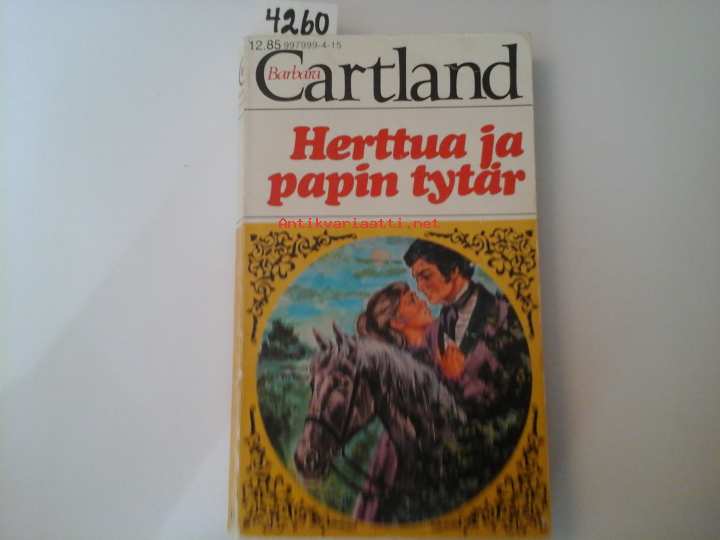 4260
12.85 997999-4-15
Barbara
Cartland
Herttua ja
papin tytär
Antikvariaatti.net